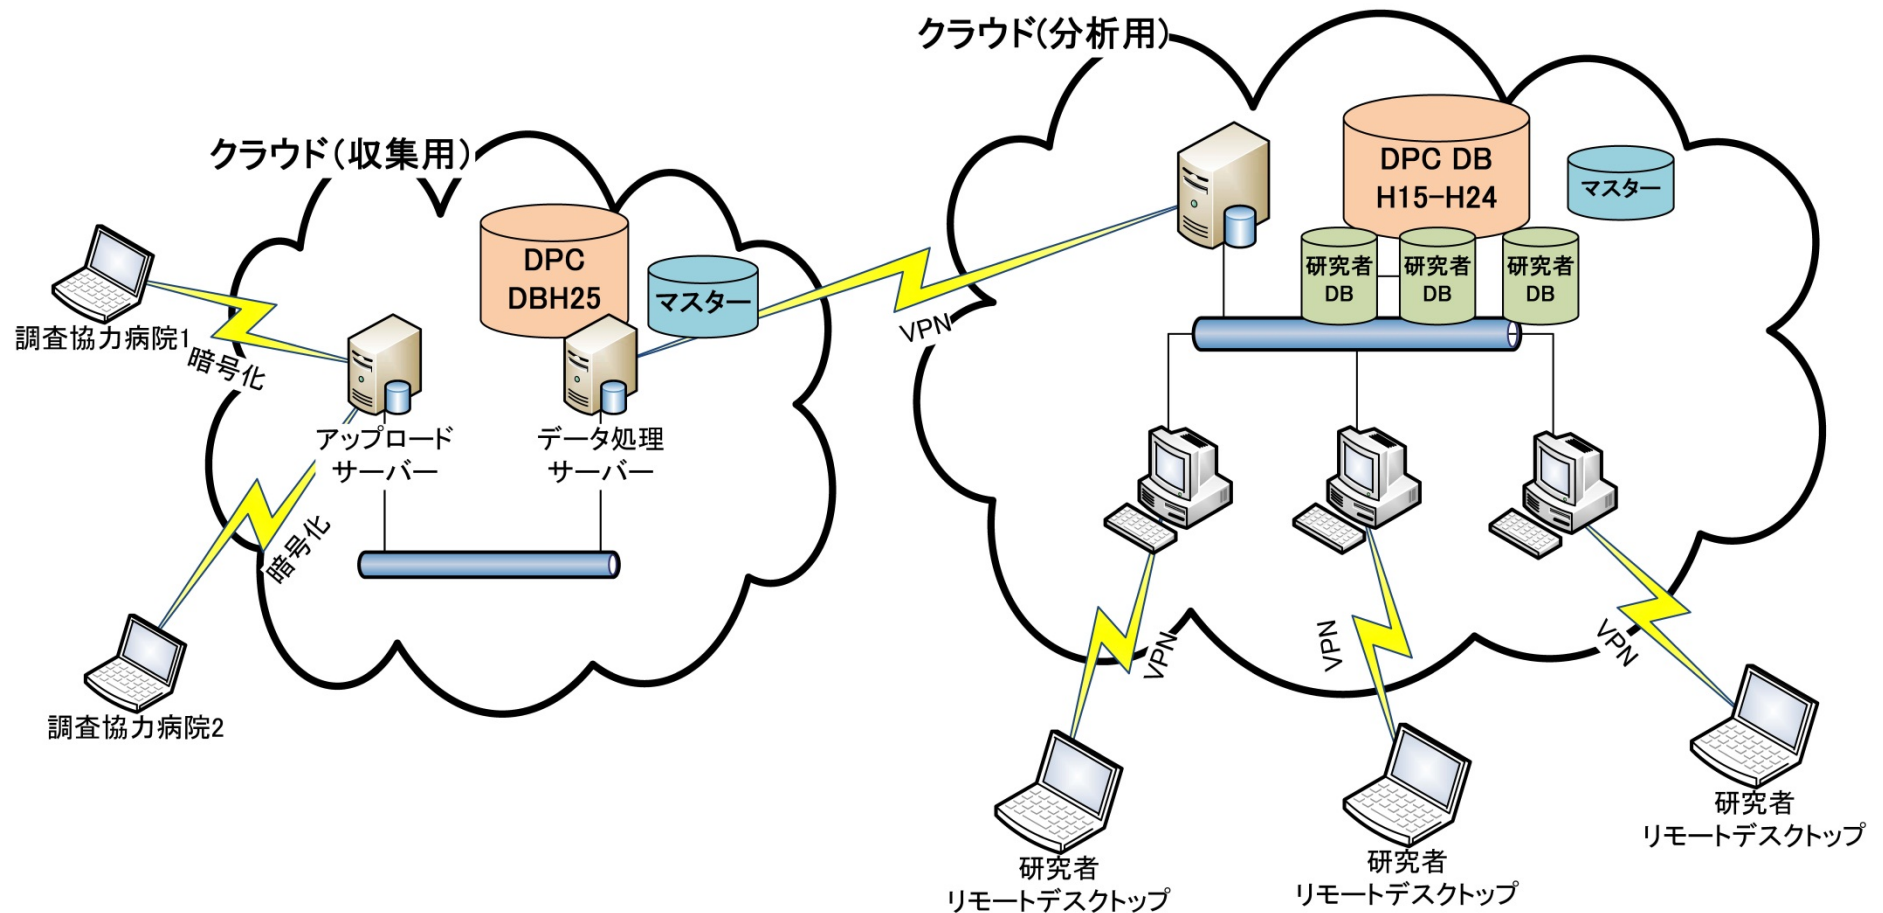 クラウド(収集用)
DPC
DBH25
マスター
調査協力病院1
暗号化
アップロード
サーバー
データ処理
サーバー
暗号化
調査協力病院2
VPN
クラウド(分析用)
DPC DB
H15-H24
マスター
研究者
DB
研究者
DB
研究者
DB
VPN
VPN
VPN
研究者
リモートデスクトップ
研究者
リモートデスクトップ
研究者
リモートデスクトップ